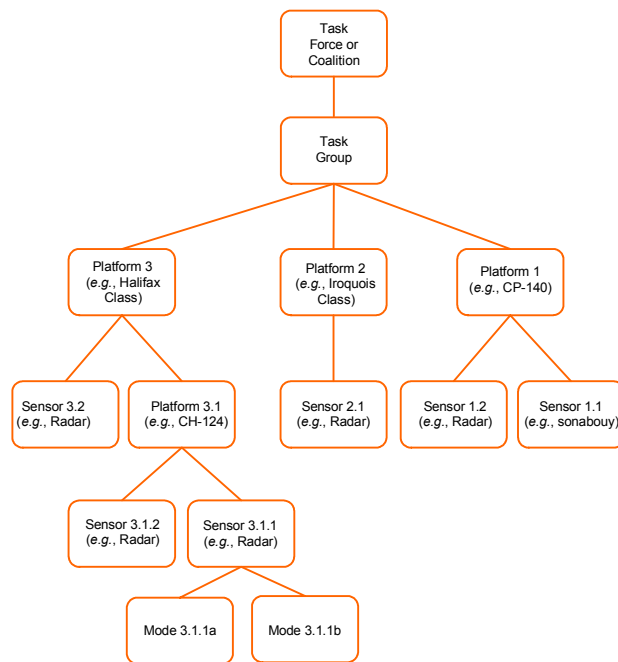 Task
Force or
Coalition
Task
Group
Platform 3
(e.g., Halifax
Class)
Platform 2
(e.g., Iroquois
Class)
Platform 1
(e.g., CP-140)
Sensor 3.2
(e.g., Radar)
Platform 3.1
(e.g., CH-124)
Sensor 2.1
(e.g., Radar)
Sensor 1.2
(e.g., Radar)
Sensor 1.1
(e.g., sonabouy)
Sensor 3.1.2
(e.g., Radar)
Sensor 3.1.1
(e.g., Radar)
Mode 3.1.1a
Mode 3.1.1b